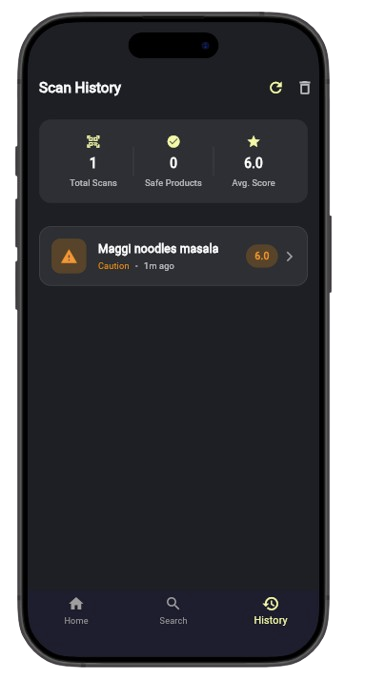 Scan History
1
0
6.0
Total Scans
Safe Products
Avg. Score
MaggI noodles masala
6.0
Caution • 1m ago
Home
Search
History